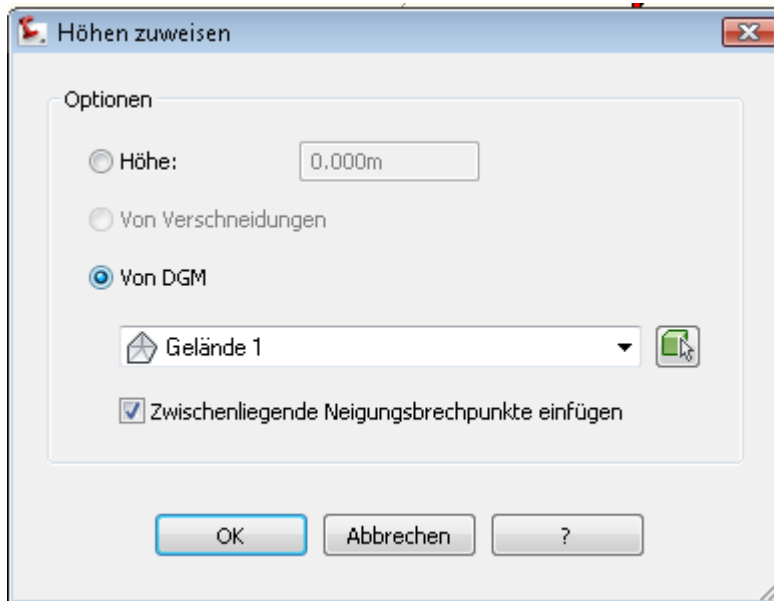 Höhen zuweisen
Optionen
Höhe: 0.000m
Von Verschneidungen
Von DGM
Gelände 1
Zwischenliegende Neigungsbrechpunkte einfügen
OK Abbrechen ?